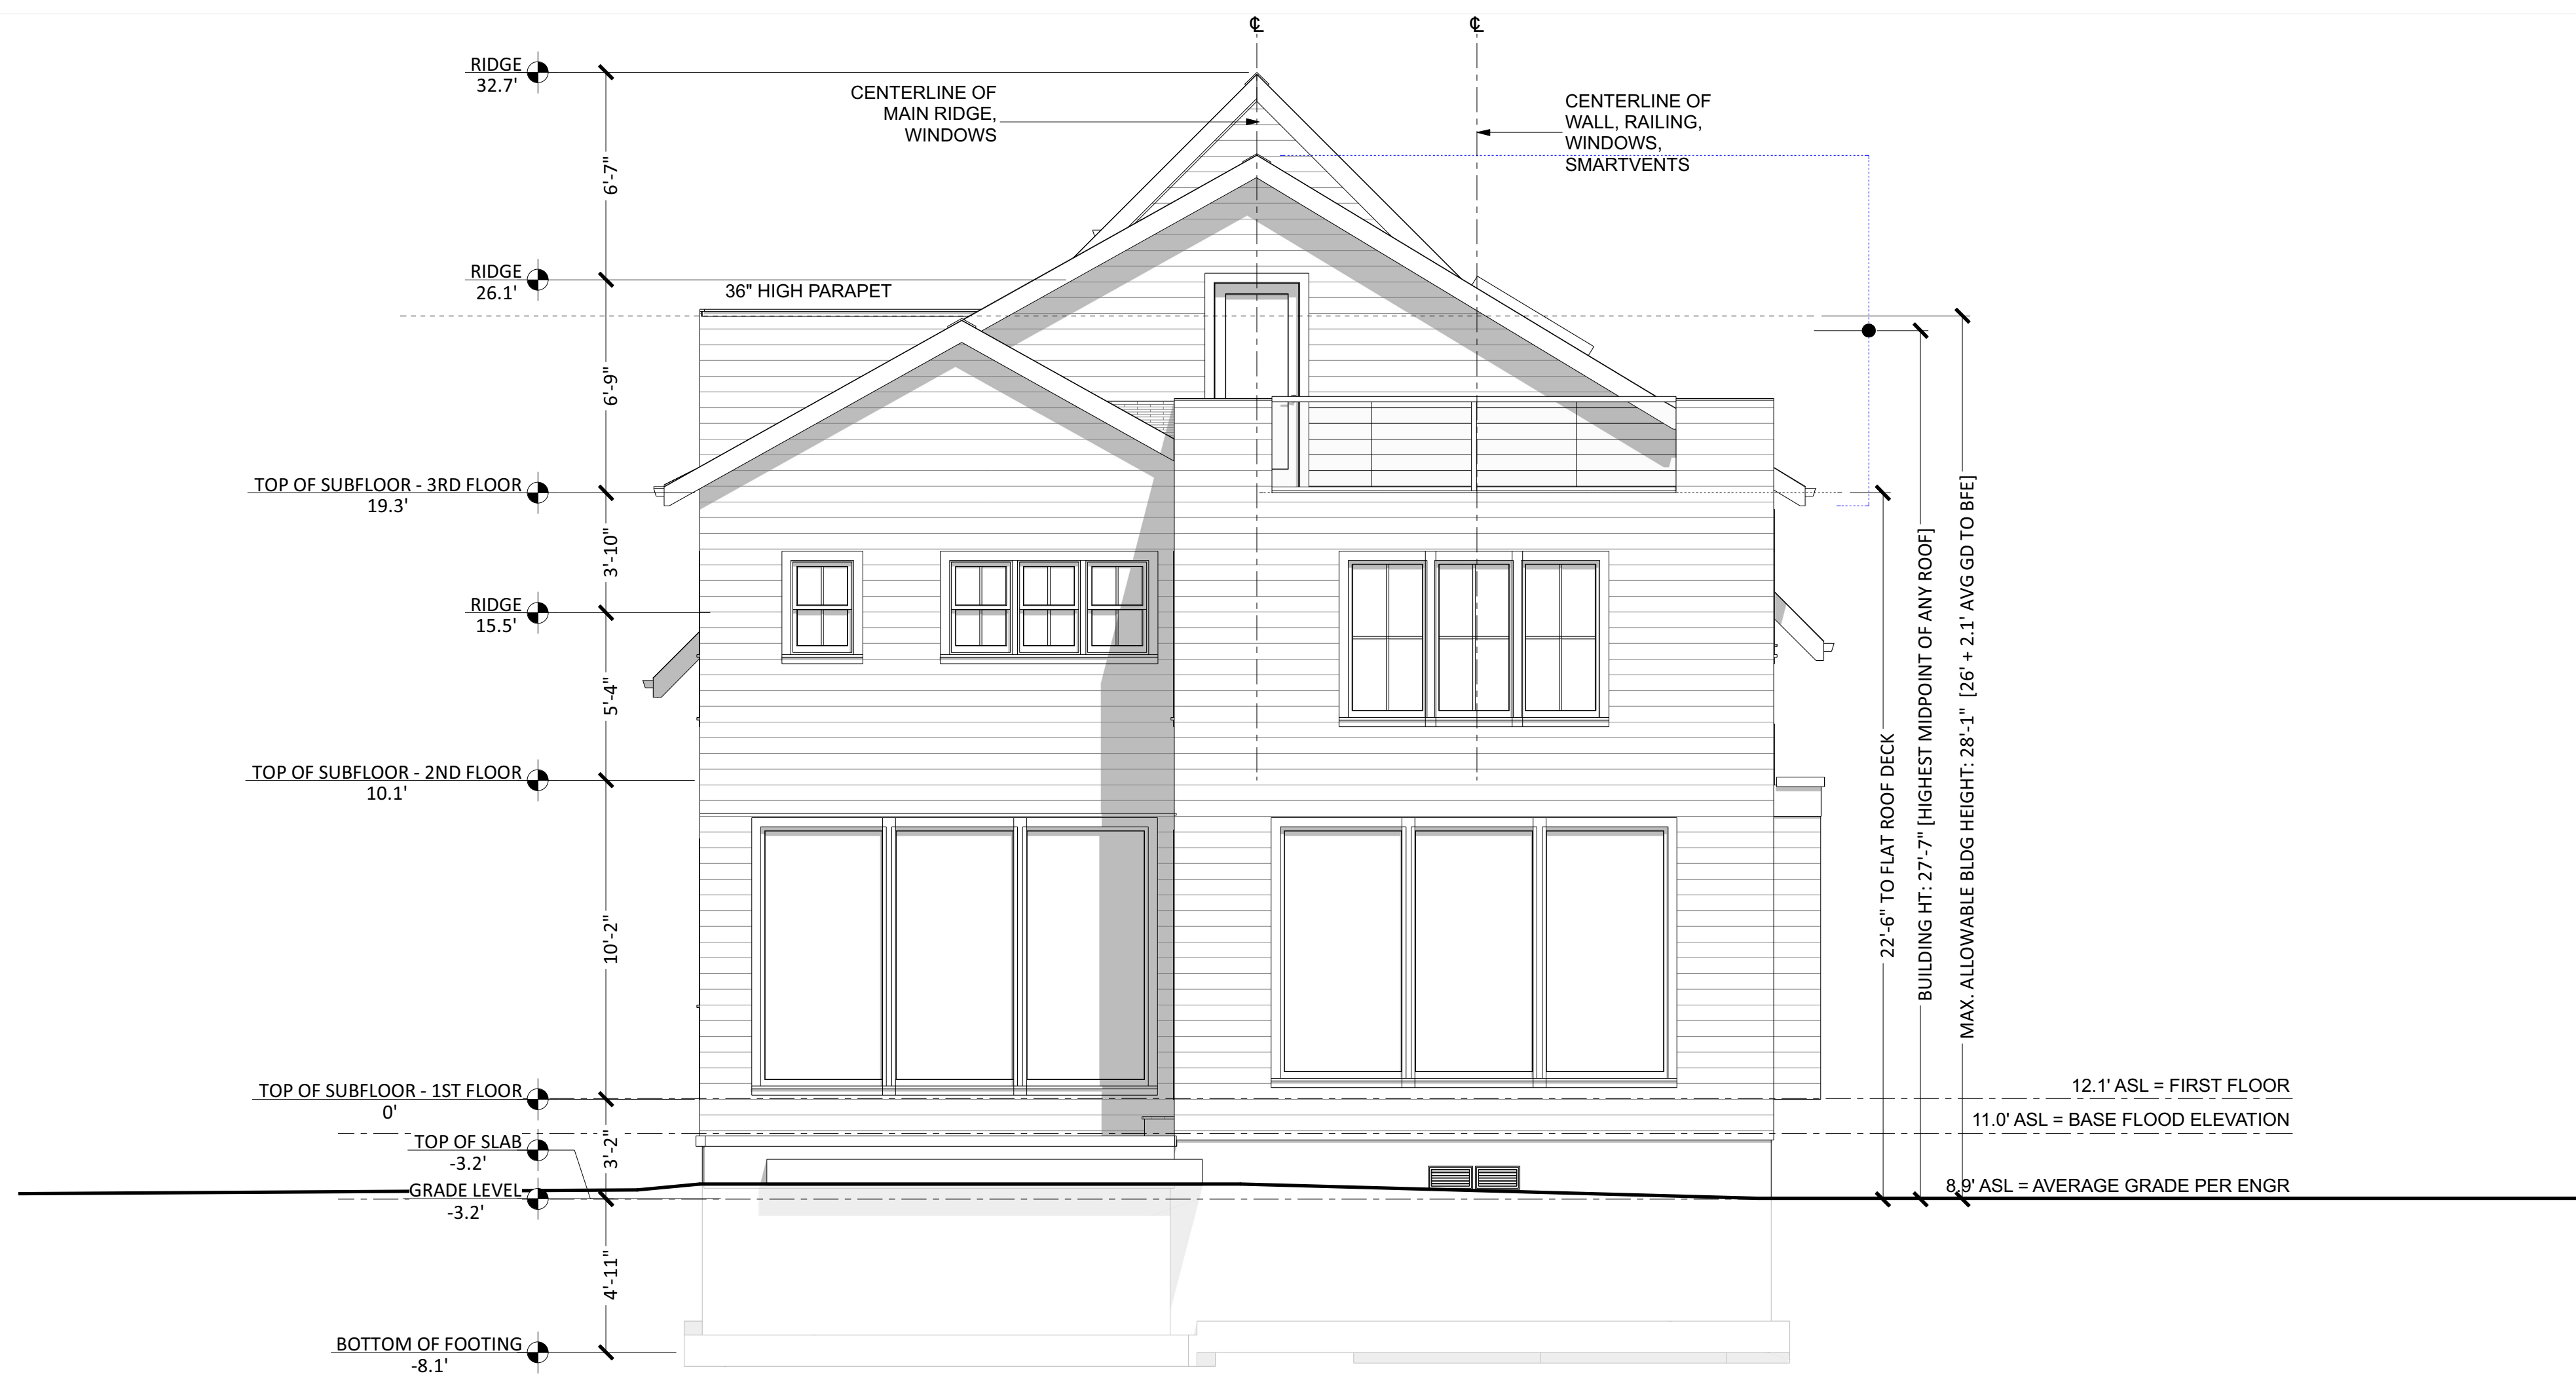 ℄
℄
RIDGE
32.7'
CENTERLINE OF
MAIN RIDGE,
WINDOWS
CENTERLINE OF
WALL, RAILING,
WINDOWS,
SMARTVENTS
6'-7"
RIDGE
26.1'
36" HIGH PARAPET
6'-9"
TOP OF SUBFLOOR - 3RD FLOOR
19.3'
3'-10"
RIDGE
15.5'
5'-4"
TOP OF SUBFLOOR - 2ND FLOOR
10.1'
10'-2"
22'-6" TO FLAT ROOF DECK
BUILDING HT: 27'-7" [HIGHEST MIDPOINT OF ANY ROOF]
MAX. ALLOWABLE BLDG HEIGHT: 28'-1" [26' + 2.1' AVG GD TO BFE]
TOP OF SUBFLOOR - 1ST FLOOR
0'
12.1' ASL = FIRST FLOOR
11.0' ASL = BASE FLOOD ELEVATION
3'-2"
TOP OF SLAB
-3.2'
GRADE LEVEL
-3.2'
8.9' ASL = AVERAGE GRADE PER ENGR
4'-11"
BOTTOM OF FOOTING
-8.1'